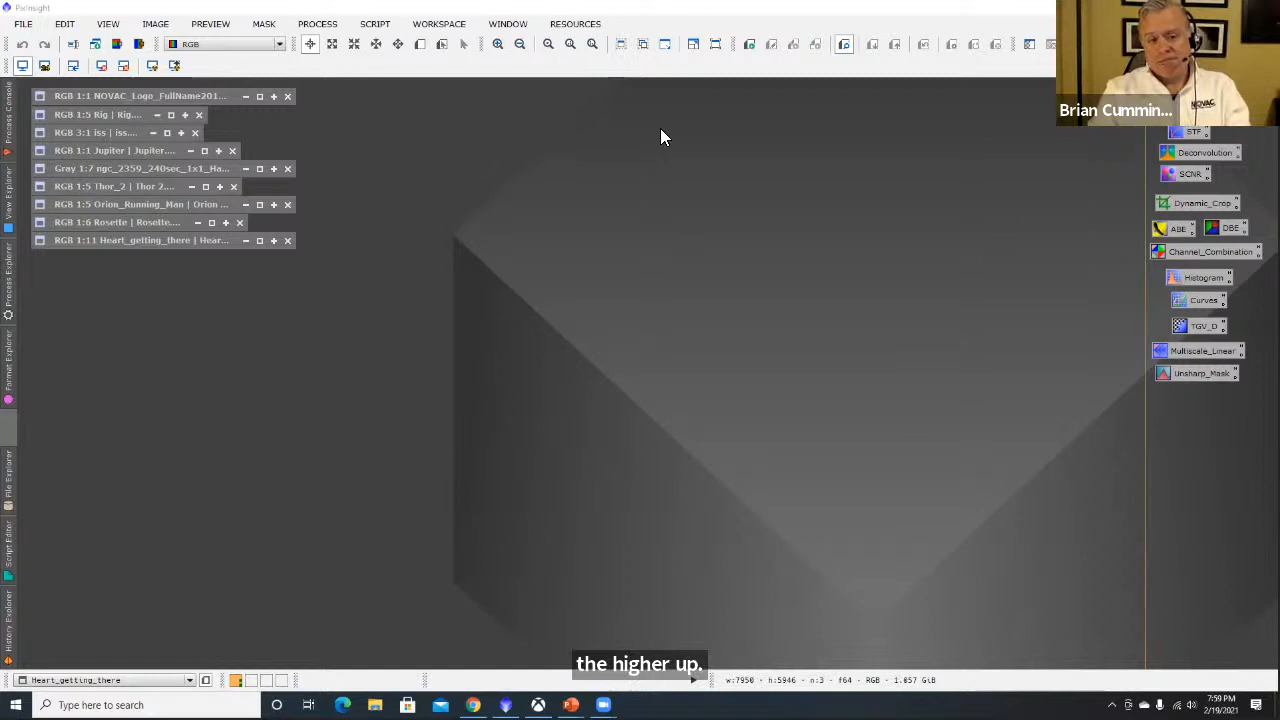 PixInsight
FILE EDIT VIEW IMAGE PREVIEW MASK PROCESS SCRIPT WORKSPACE WINDOW RESOURCES
RGB
RGB 1:1 NOVAC_Logo_FullName201...
RGB 1:5 Rig | Rig....
RGB 3:1 iss | iss....
RGB 1:1 Jupiter | Jupiter....
Gray 1:7 ngc_2359_240sec_1x1_Ha...
RGB 1:5 Thor_2 | Thor 2....
RGB 1:5 Orion_Running_Man | Orion ...
RGB 1:6 Rosette | Rosette....
RGB 1:11 Heart_getting_there | Hear...
Process Console
View Explorer
Process Explorer
Format Explorer
File Explorer
Script Editor
History Explorer
NOVAC
Brian Cummin...
STF
Deconvolution
SCNR
Dynamic_Crop
ABE DBE
Channel_Combination
Histogram
Curves
TGV_D
Multiscale_Linear
Unsharp_Mask
the higher up.
Heart_getting_there
w:7950 - h:5946 - n:3 - f64 - RGB - 1.057 GiB
Type here to search
7:59 PM
2/19/2021